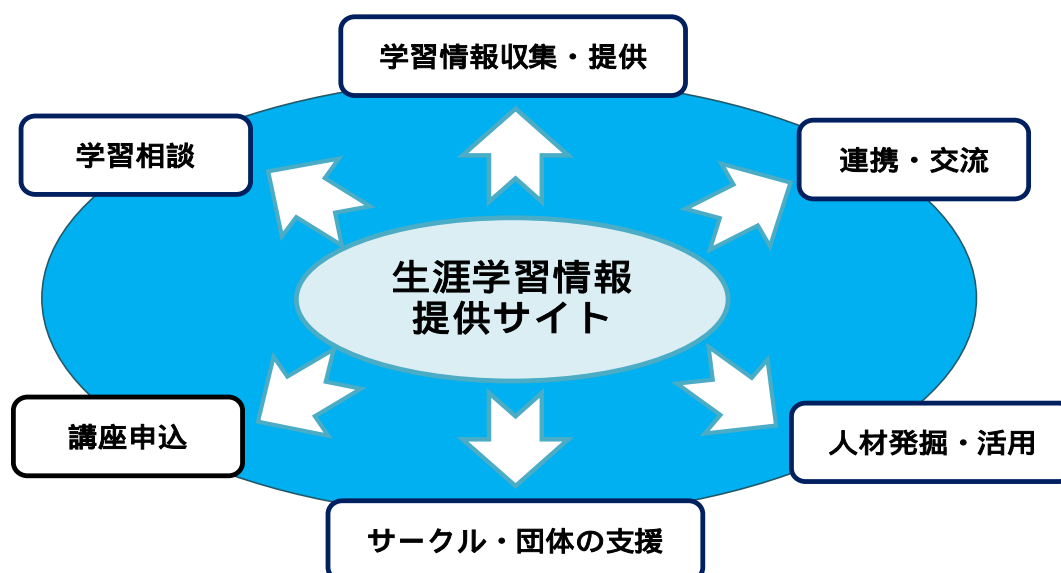 学習情報収集・提供
学習相談
連携・交流
生涯学習情報
提供サイト
講座申込
人材発掘・活用
サークル・団体の支援